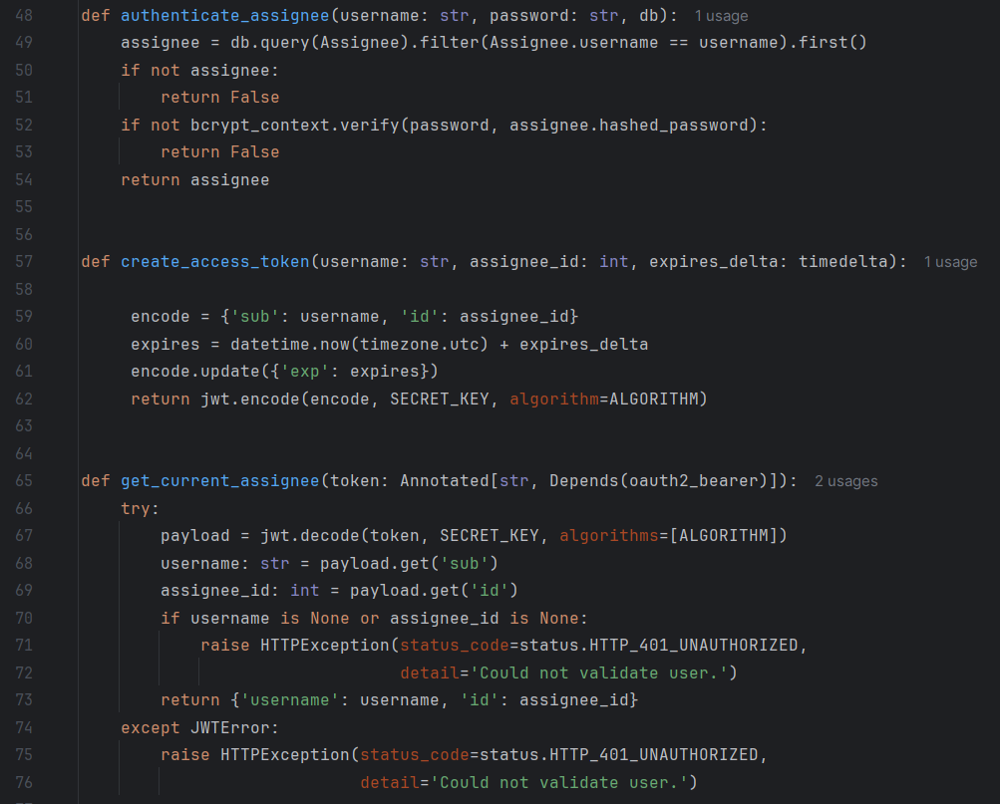 48 def authenticate_assignee(username: str, password: str, db): 1 usage
49     assignee = db.query(Assignee).filter(Assignee.username == username).first()
50     if not assignee:
51         return False
52     if not bcrypt_context.verify(password, assignee.hashed_password):
53         return False
54     return assignee
55
56
57 def create_access_token(username: str, assignee_id: int, expires_delta: timedelta): 1 usage
58
59      encode = {'sub': username, 'id': assignee_id}
60      expires = datetime.now(timezone.utc) + expires_delta
61      encode.update({'exp': expires})
62      return jwt.encode(encode, SECRET_KEY, algorithm=ALGORITHM)
63
64
65 def get_current_assignee(token: Annotated[str, Depends(oauth2_bearer)]): 2 usages
66     try:
67         payload = jwt.decode(token, SECRET_KEY, algorithms=[ALGORITHM])
68         username: str = payload.get('sub')
69         assignee_id: int = payload.get('id')
70         if username is None or assignee_id is None:
71             raise HTTPException(status_code=status.HTTP_401_UNAUTHORIZED,
72                                 detail='Could not validate user.')
73         return {'username': username, 'id': assignee_id}
74     except JWTError:
75         raise HTTPException(status_code=status.HTTP_401_UNAUTHORIZED,
76                             detail='Could not validate user.')